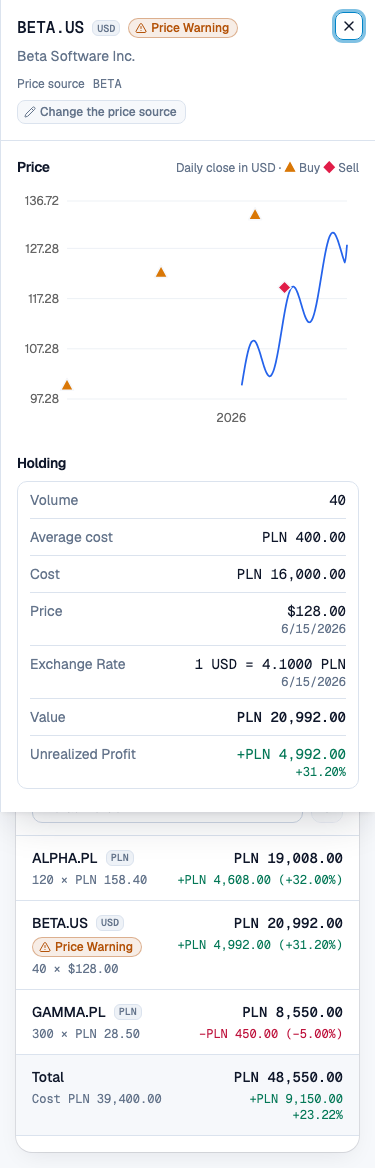 BETA.US USD Price Warning
Beta Software Inc.
Price source BETA
Change the price source
Price Daily close in USD · Buy Sell
136.72
127.28
117.28
107.28
97.28
2026
Holding
Volume 40
Average cost PLN 400.00
Cost PLN 16,000.00
Price $128.00
6/15/2026
Exchange Rate 1 USD = 4.1000 PLN
6/15/2026
Value PLN 20,992.00
Unrealized Profit +PLN 4,992.00
+31.20%
ALPHA.PL PLN PLN 19,008.00
120 × PLN 158.40 +PLN 4,608.00 (+32.00%)
BETA.US USD PLN 20,992.00
Price Warning +PLN 4,992.00 (+31.20%)
40 × $128.00
GAMMA.PL PLN PLN 8,550.00
300 × PLN 28.50 −PLN 450.00 (−5.00%)
Total PLN 48,550.00
Cost PLN 39,400.00 +PLN 9,150.00
+23.22%